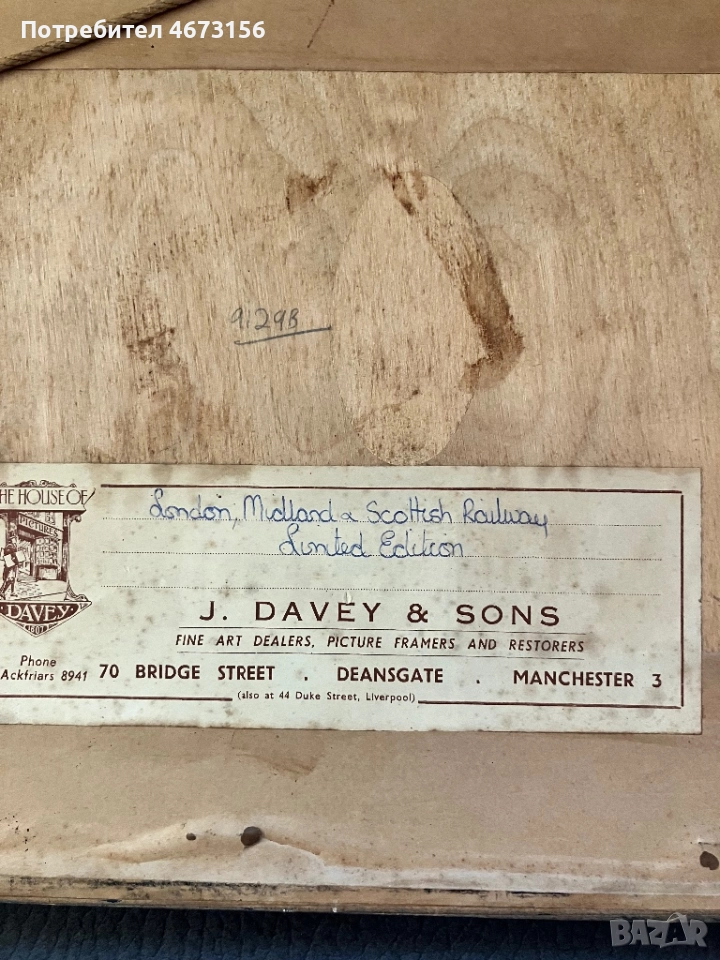 Потребител 4673156
91298
THE HOUSE OF
PICTURES
DAVEY
London, Midland & Scottish Railway
Limited Edition
J. DAVEY & SONS
FINE ART DEALERS, PICTURE FRAMERS AND RESTORERS
Phone
Ackfriars 8941
70 BRIDGE STREET . DEANSGATE . MANCHESTER 3
(also at 44 Duke Street, Liverpool)
BAZAR